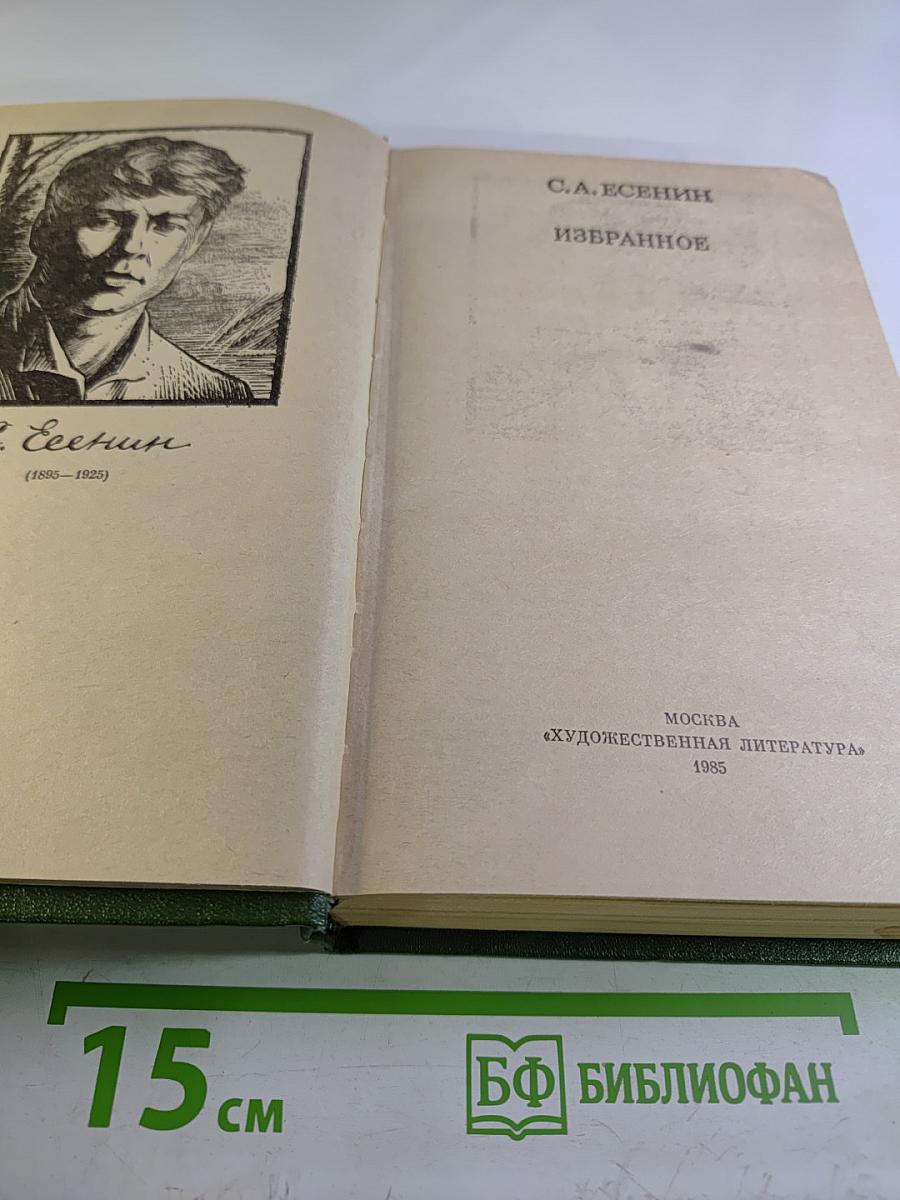 С. Есенин
(1895—1925)
С.А.ЕСЕНИН
ИЗБРАННОЕ
МОСКВА
«ХУДОЖЕСТВЕННАЯ ЛИТЕРАТУРА»
1985
15 см
БФ БИБЛИОФАН